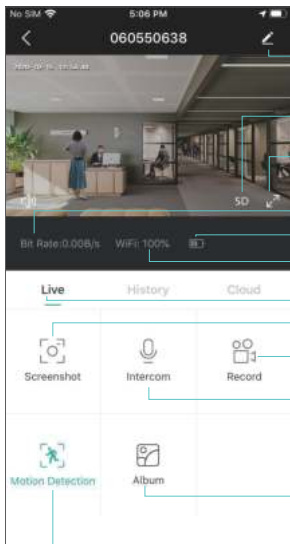 No SIM 5:06 PM
060550638
SD
Bit Rate:0.00B/s WiFi: 100%
Live History Cloud
Screenshot Intercom Record
Motion Detection Album